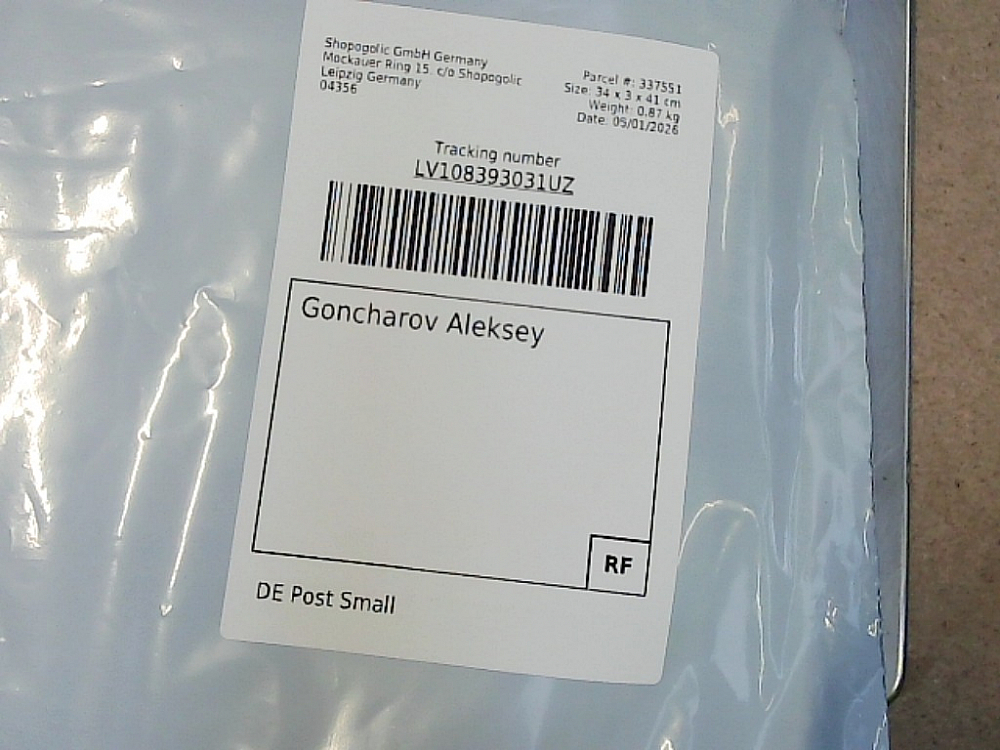 Shopogolic GmbH Germany
Mockauer Ring 15. c/o Shopogolic
Leipzig Germany
04356
Parcel #: 337551
Size: 34 x 3 x 41 cm
Weight: 0.87 kg
Date: 05/01/2026
Tracking number
LV108393031UZ
Goncharov Aleksey
RF
DE Post Small